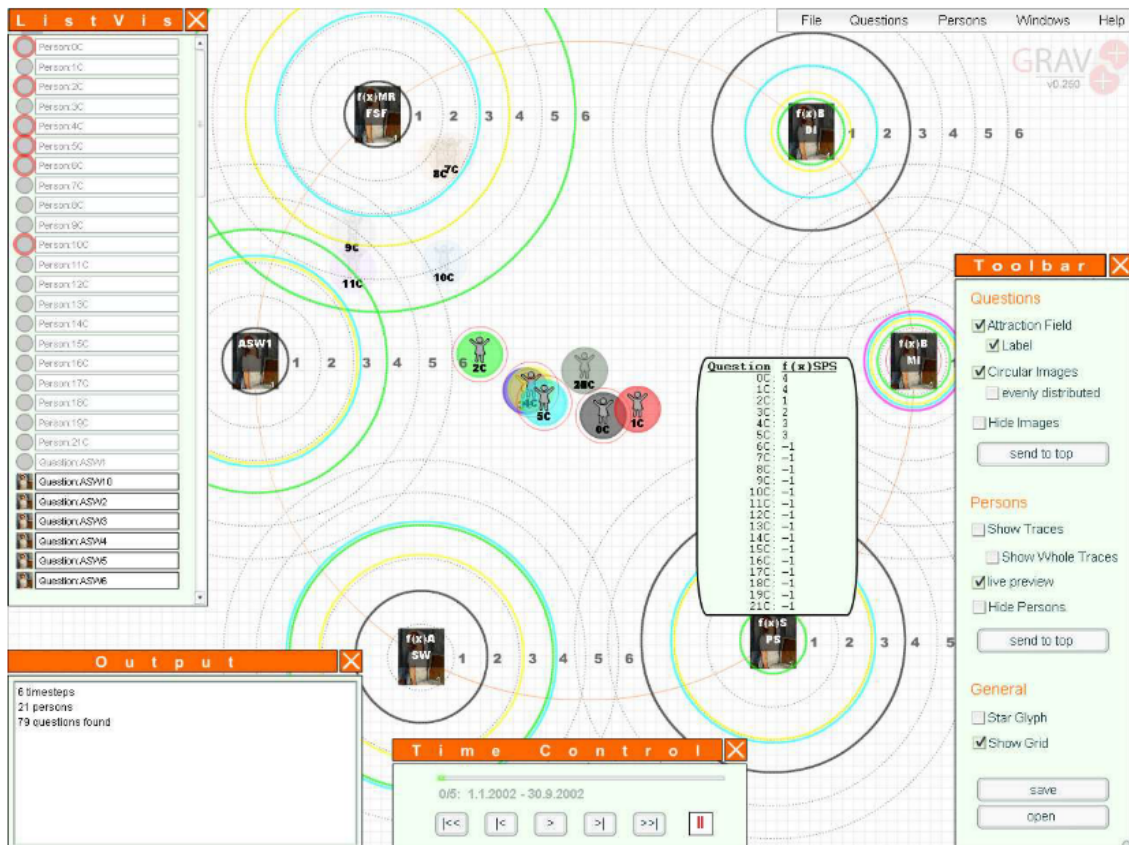 L i s t V i s
Person:0C
Person:1C
Person:2C
Person:3C
Person:4C
Person:5C
Person:6C
Person:7C
Person:8C
Person:9C
Person:10C
Person:11C
Person:12C
Person:13C
Person:14C
Person:15C
Person:16C
Person:17C
Person:18C
Person:19C
Person:21C
Question:ASW1
Question:ASW10
Question:ASW2
Question:ASW3
Question:ASW4
Question:ASW5
Question:ASW6
File Questions Persons Windows Help
GRAV
v0.260
f(x)MR
FSF
1 2 3 4 5 6
f(x)B
DI
1 2 3 4 5 6
8C 7C
9C
10C
11C
ASW1
1 2 3 4 5 6
2C
4C
5C
20C
0C
1C
f(x)B
MI
1
Question f(x)SPS
0C: 4
1C: 4
2C: 1
3C: 2
4C: 3
5C: 3
6C: -1
7C: -1
8C: -1
9C: -1
10C: -1
11C: -1
12C: -1
13C: -1
14C: -1
15C: -1
16C: -1
17C: -1
18C: -1
19C: -1
21C: -1
f(x)A
SW
1 2 3 4 5 6
f(x)S
PS
1 2 3 4 5
T o o l b a r
Questions
Attraction Field
Label
Circular Images
evenly distributed
Hide Images
send to top
Persons
Show Traces
Show Whole Traces
live preview
Hide Persons
send to top
General
Star Glyph
Show Grid
save
open
O u t p u t
6 timesteps
21 persons
79 questions found
T i m e C o n t r o l
0/5: 1.1.2002 - 30.9.2002
|<< |< > >| >>| ||